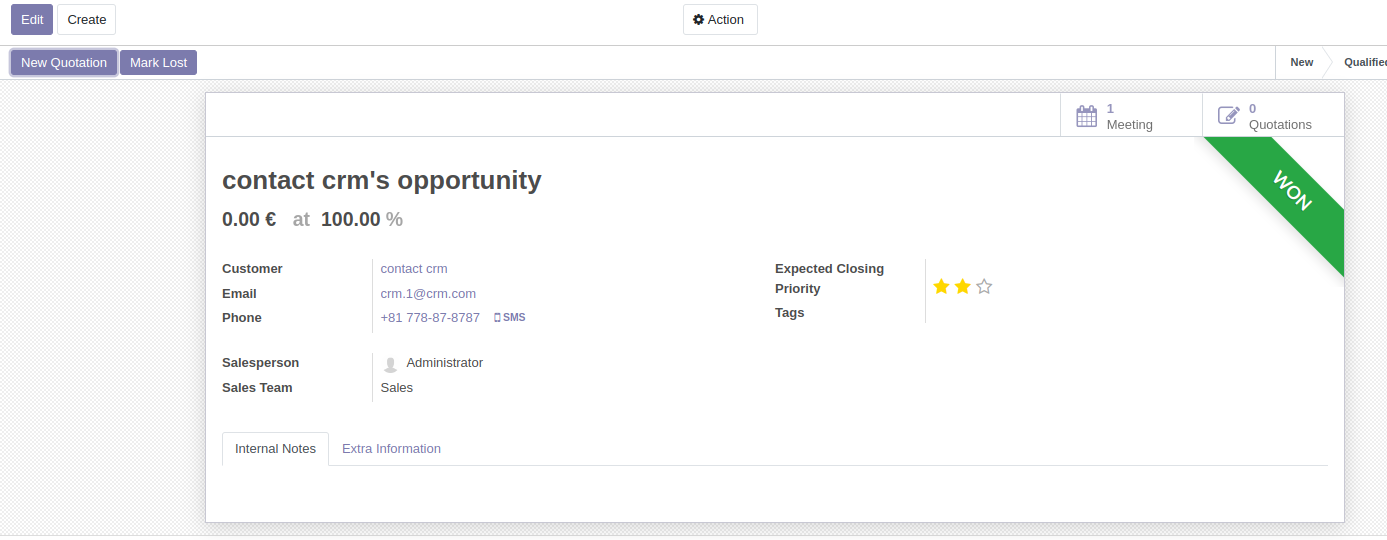 Edit Create Action
New Quotation Mark Lost New Qualified
1 Meeting 0 Quotations
WON
contact crm's opportunity
0.00 € at 100.00 %
Customer contact crm Expected Closing
Email crm.1@crm.com Priority
Phone +81 778-87-8787 SMS Tags
Salesperson Administrator
Sales Team Sales
Internal Notes Extra Information